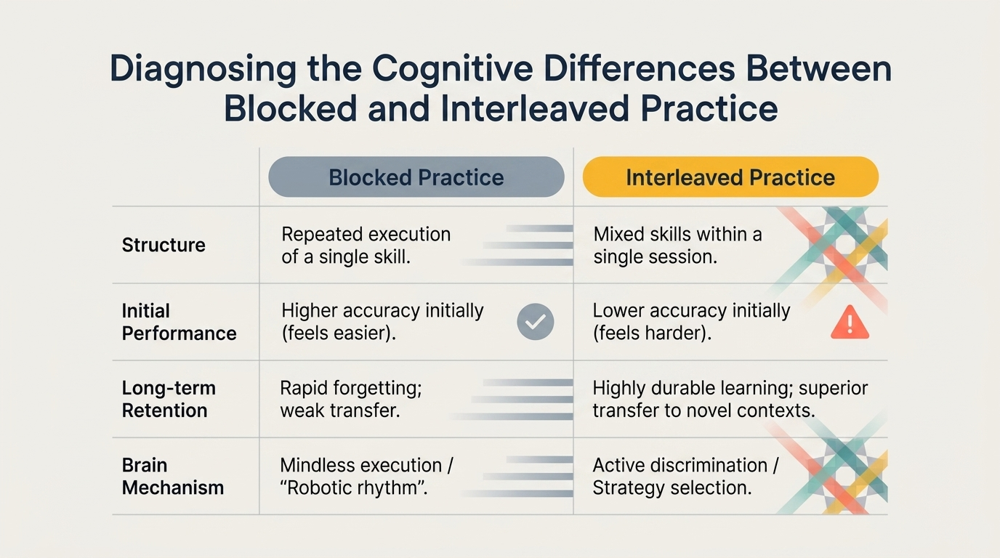 Diagnosing the Cognitive Differences Between
Blocked and Interleaved Practice
Blocked Practice
Interleaved Practice
Structure
Repeated execution
of a single skill.
Mixed skills within a
single session.
Initial
Performance
Higher accuracy initially
(feels easier).
Lower accuracy initially
(feels harder).
Long-term
Retention
Rapid forgetting;
weak transfer.
Highly durable learning; superior
transfer to novel contexts.
Brain
Mechanism
Mindless execution /
“Robotic rhythm”.
Active discrimination /
Strategy selection.